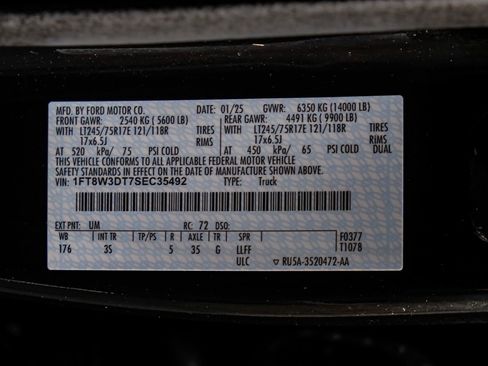 MFD. BY FORD MOTOR CO. 01/25 GVWR: 6350 KG (14000 LB)
FRONT GAWR: 2540 KG (5600 LB) REAR GAWR: 4491 KG (9900 LB)
WITH LT245/75R17E 121/118R TIRES WITH LT245/75R17E 121/118R TIRES
17x6.5J RIMS 17x6.5J RIMS
AT 520 kPa/ 75 PSI COLD AT 450 kPa/ 65 PSI COLD DUAL
THIS VEHICLE CONFORMS TO ALL APPLICABLE FEDERAL MOTOR VEHICLE
SAFETY STANDARDS IN EFFECT ON THE DATE OF MANUFACTURE SHOWN ABOVE.
VIN: 1FT8W3DT7SEC35492 TYPE: Truck
EXT PNT: UM RC: 72 DSO:
WB INT TR TP/PS R AXLE TR SPR F0377
176 35 5 35 G LLFF T1078
ULC ▽ RU5A-3520472-AA